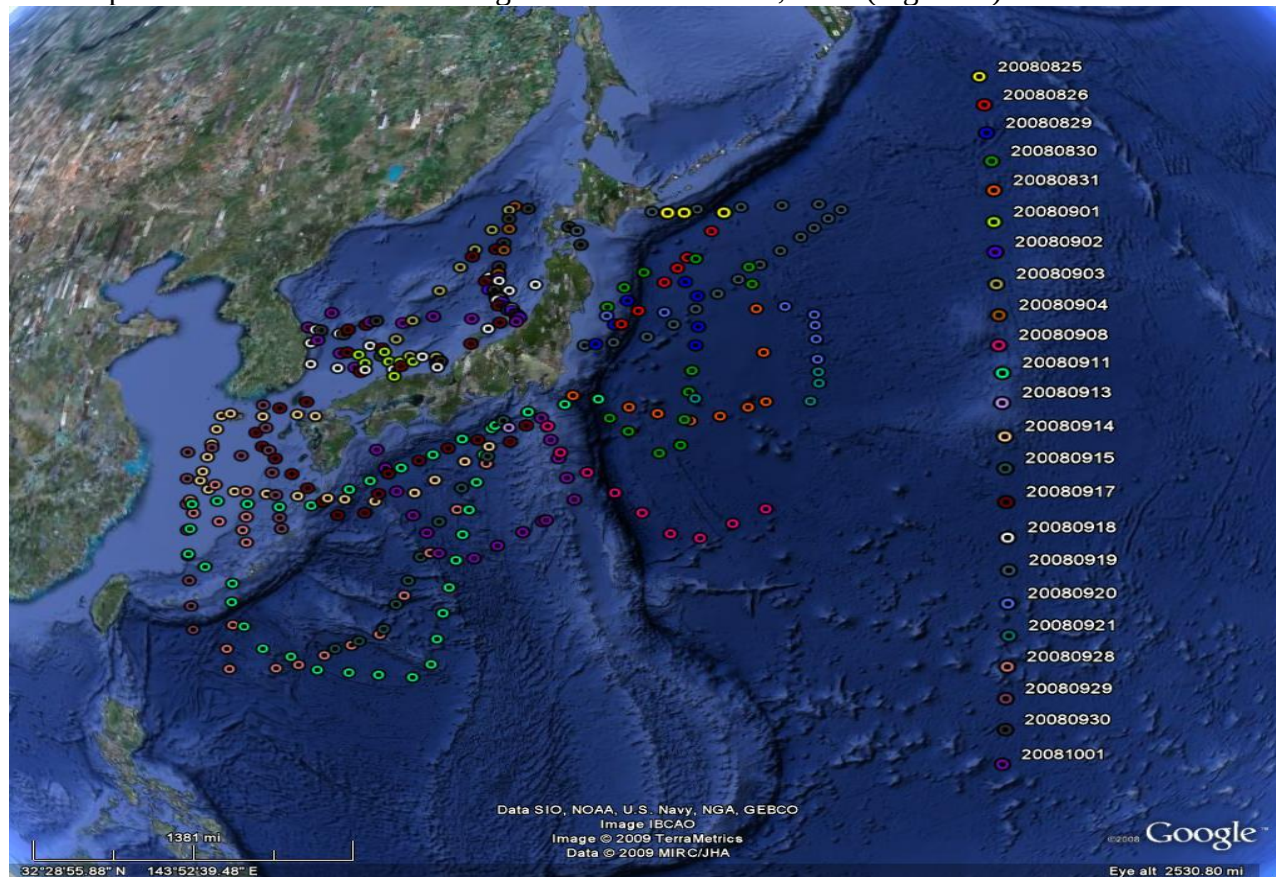 20080825
20080826
20080829
20080830
20080831
20080901
20080902
20080903
20080904
20080908
20080911
20080913
20080914
20080915
20080917
20080918
20080919
20080920
20080921
20080928
20080929
20080930
20081001
Data SIO, NOAA, U.S. Navy, NGA, GEBCO
Image IBCAO
Image © 2009 TerraMetrics
Data © 2009 MIRC/JHA
1381 mi
©2008 Google™
32°28'55.88" N 143°52'39.48" E
Eye alt 2530.80 mi